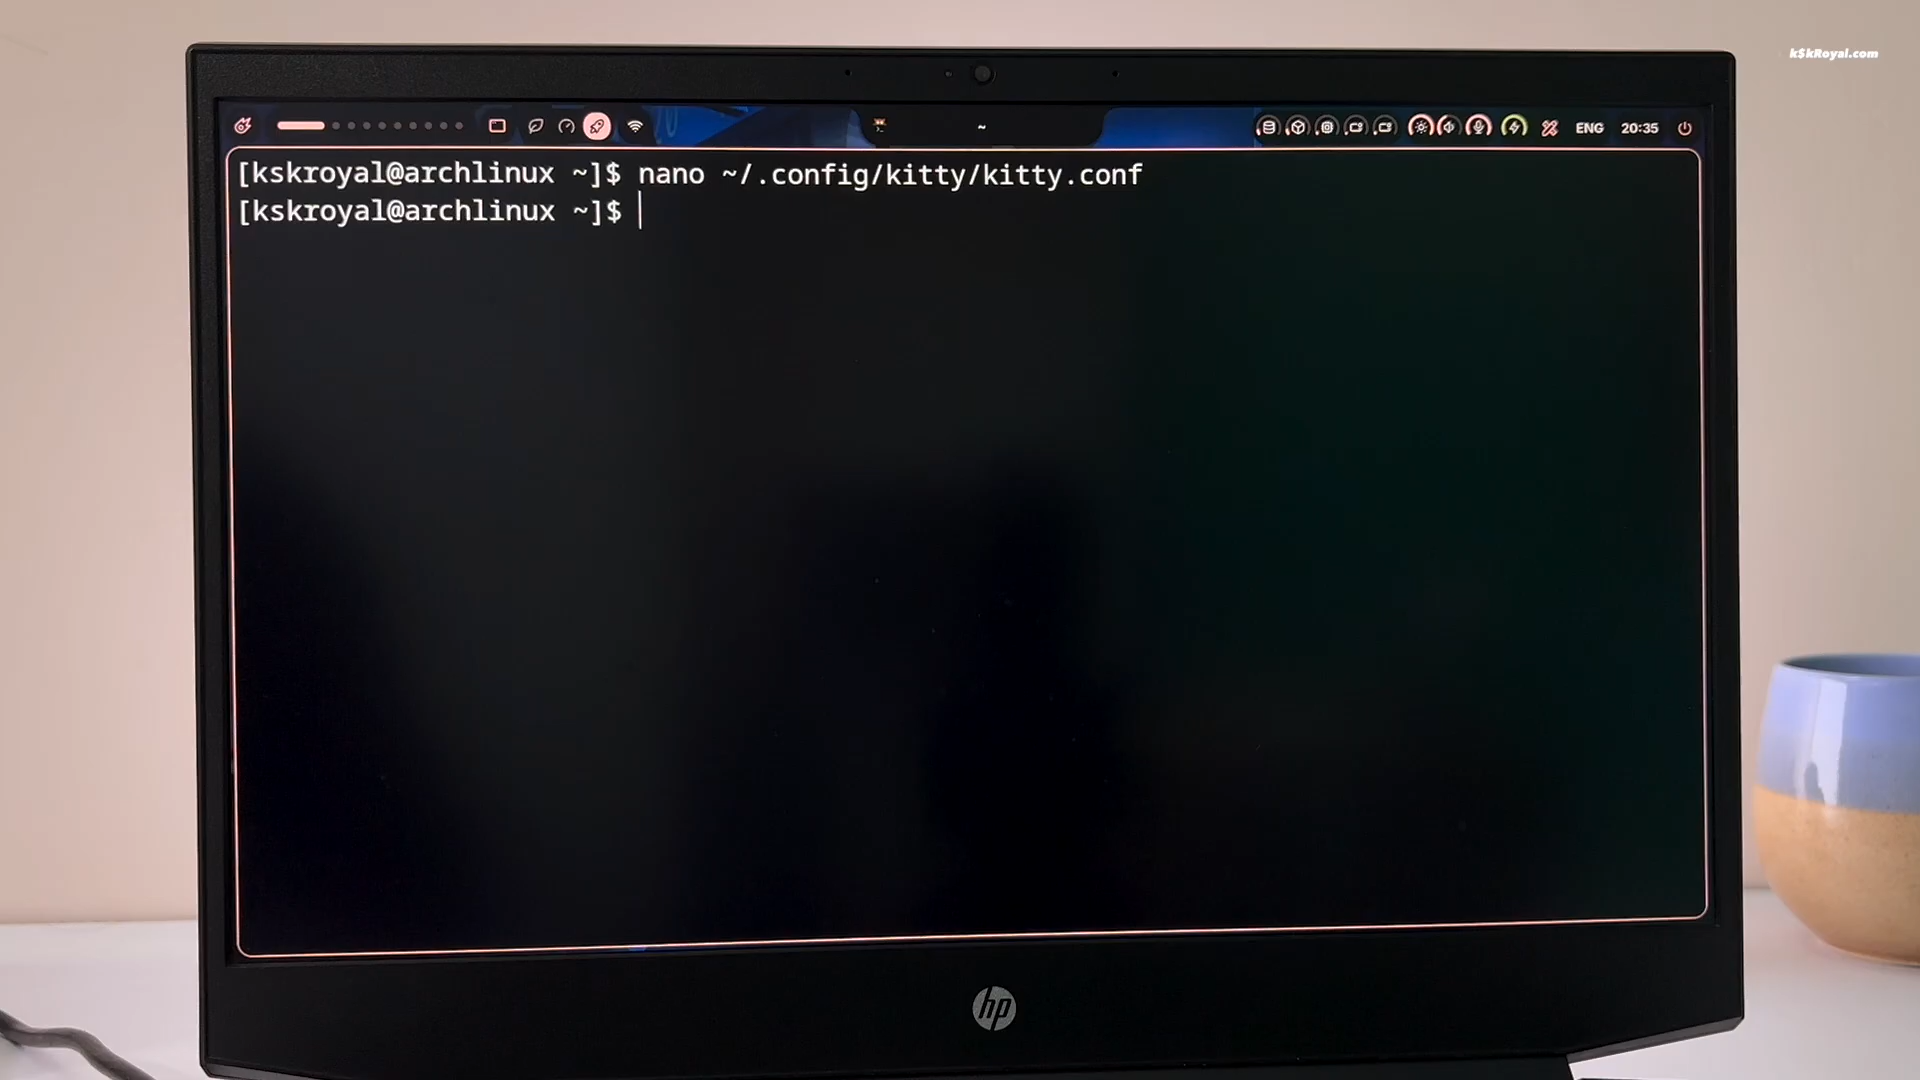 kskRoyal.com
~
ENG 20:35
[kskroyal@archlinux ~]$ nano ~/.config/kitty/kitty.conf
[kskroyal@archlinux ~]$
hp